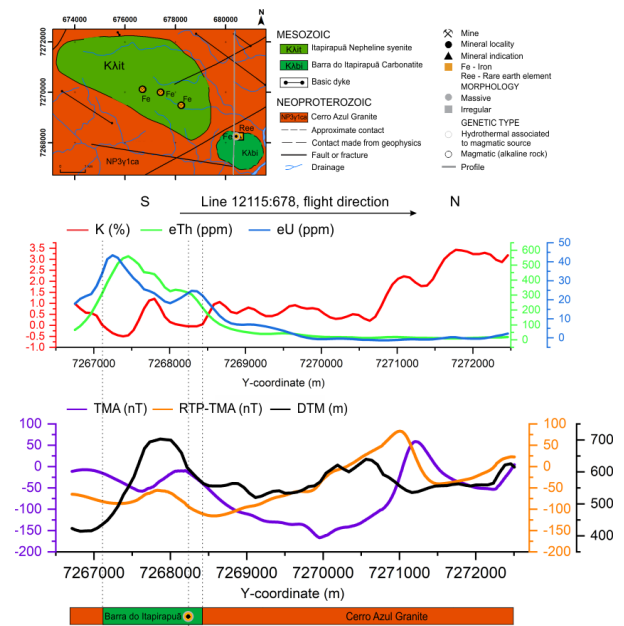 674000 676000 678000 680000 N
7272000
7270000
7268000
Kλit
Fe
Fe
Fe
Fe
Ree
Kλbi
NP3γ1ca
MESOZOIC
Kλit Itapirapuã Nepheline syenite
Kλbi Barra do Itapirapuã Carbonatite
Basic dyke
NEOPROTEROZOIC
NP3γ1ca Cerro Azul Granite
Approximate contact
Contact made from geophysics
Fault or fracture
Drainage
Mine
Mineral locality
Mineral indication
Fe - Iron
Ree - Rare earth element
MORPHOLOGY
Massive
Irregular
GENETIC TYPE
Hydrothermal associated
to magmatic source
Magmatic (alkaline rock)
Profile
S Line 12115:678, flight direction N
K (%) eTh (ppm) eU (ppm)
3.5
3.0
2.5
2.0
1.5
1.0
0.5
0.0
-0.5
-1.0
600
500
400
300
200
100
0
50
40
30
20
10
0
7267000 7268000 7269000 7270000 7271000 7272000
Y-coordinate (m)
TMA (nT) RTP-TMA (nT) DTM (m)
100
50
0
-50
-100
-150
-200
100
50
0
-50
-100
-150
-200
700
600
500
400
7267000 7268000 7269000 7270000 7271000 7272000
Y-coordinate (m)
Barra do Itapirapuã Cerro Azul Granite